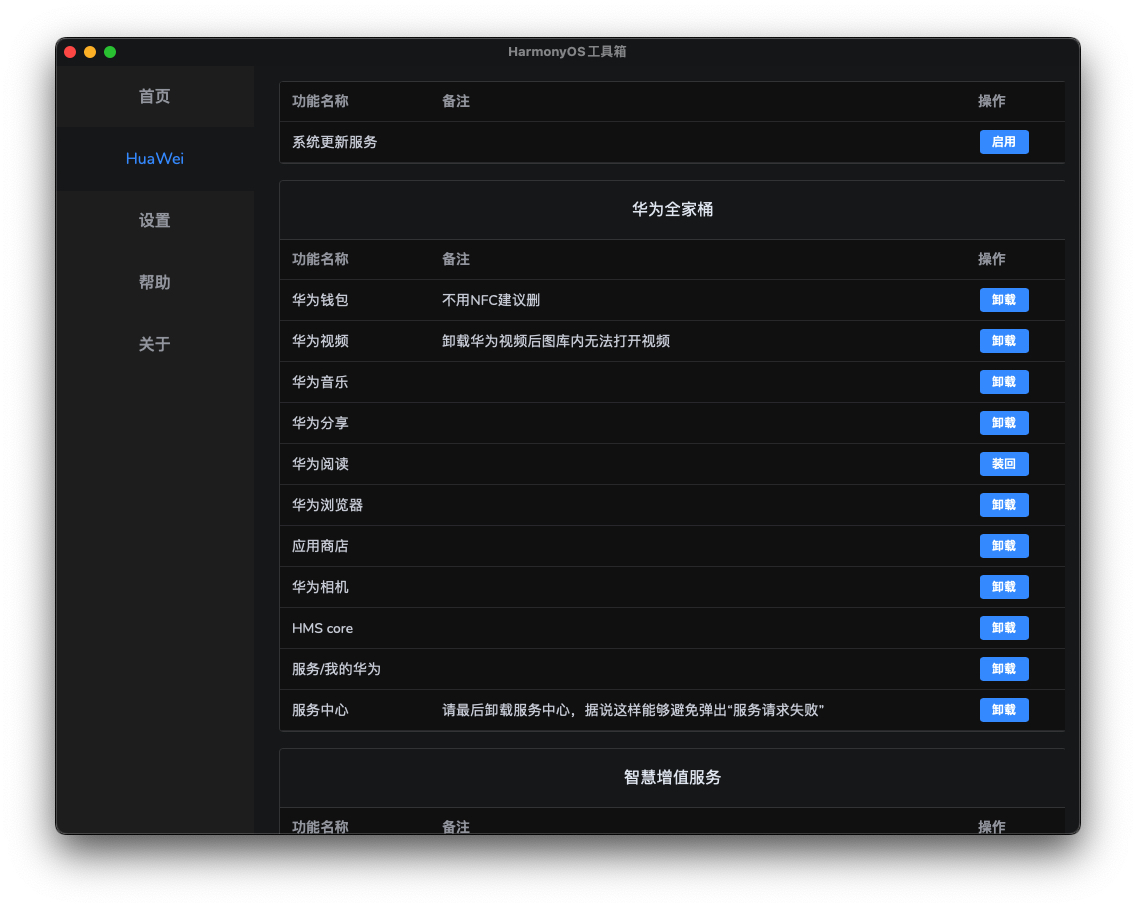 HarmonyOS工具箱
首页
HuaWei
设置
帮助
关于
功能名称 备注 操作
系统更新服务 启用
华为全家桶
功能名称 备注 操作
华为钱包 不用NFC建议删 卸载
华为视频 卸载华为视频后图库内无法打开视频 卸载
华为音乐 卸载
华为分享 卸载
华为阅读 装回
华为浏览器 卸载
应用商店 卸载
华为相机 卸载
HMS core 卸载
服务/我的华为 卸载
服务中心 请最后卸载服务中心，据说这样能够避免弹出“服务请求失败” 卸载
智慧增值服务
功能名称 备注 操作